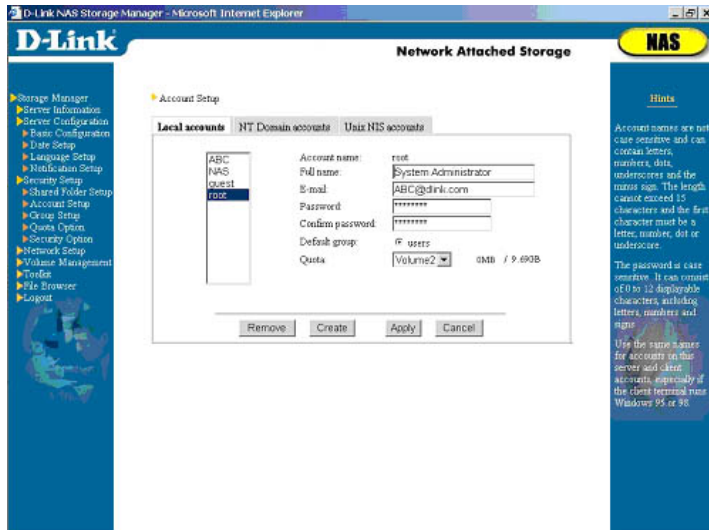 D-Link NAS Storage Manager - Microsoft Internet Explorer
D-Link
Network Attached Storage
NAS
Storage Manager
Server Information
Server Configuration
Basic Configuration
Date Setup
Language Setup
Notification Setup
Security Setup
Shared Folder Setup
Account Setup
Group Setup
Quota Option
Security Option
Network Setup
Volume Management
Toolkit
File Browser
Logout
Account Setup
Local accounts NT Domain accounts Unix NIS accounts
ABC
NAS
guest
root
Account name: root
Full name: System Administrator
E-mail: ABC@dlink.com
Password: ********
Confirm password: ********
Default group: users
Quota Volume2 0MB / 9.69GB
Remove Create Apply Cancel
Hints
Account names are not
case sensitive and can
contain letters,
numbers, dots,
underscores and the
minus sign. The length
cannot exceed 15
characters and the first
character must be a
letter, number, dot or
underscore.
The password is case
sensitive. It can consist
of 0 to 12 displayable
characters, including
letters, numbers and
signs.
Use the same names
for accounts on this
server and client
accounts, especially if
the client terminal runs
Windows 95 or 98.